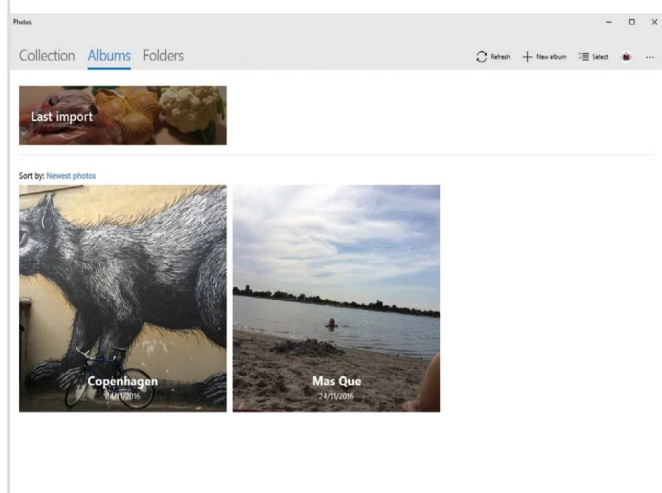 Photos
Collection Albums Folders
Refresh New album Select
Last import
Sort by: Newest photos
Copenhagen
24/11/2016
Mas Que
24/11/2016